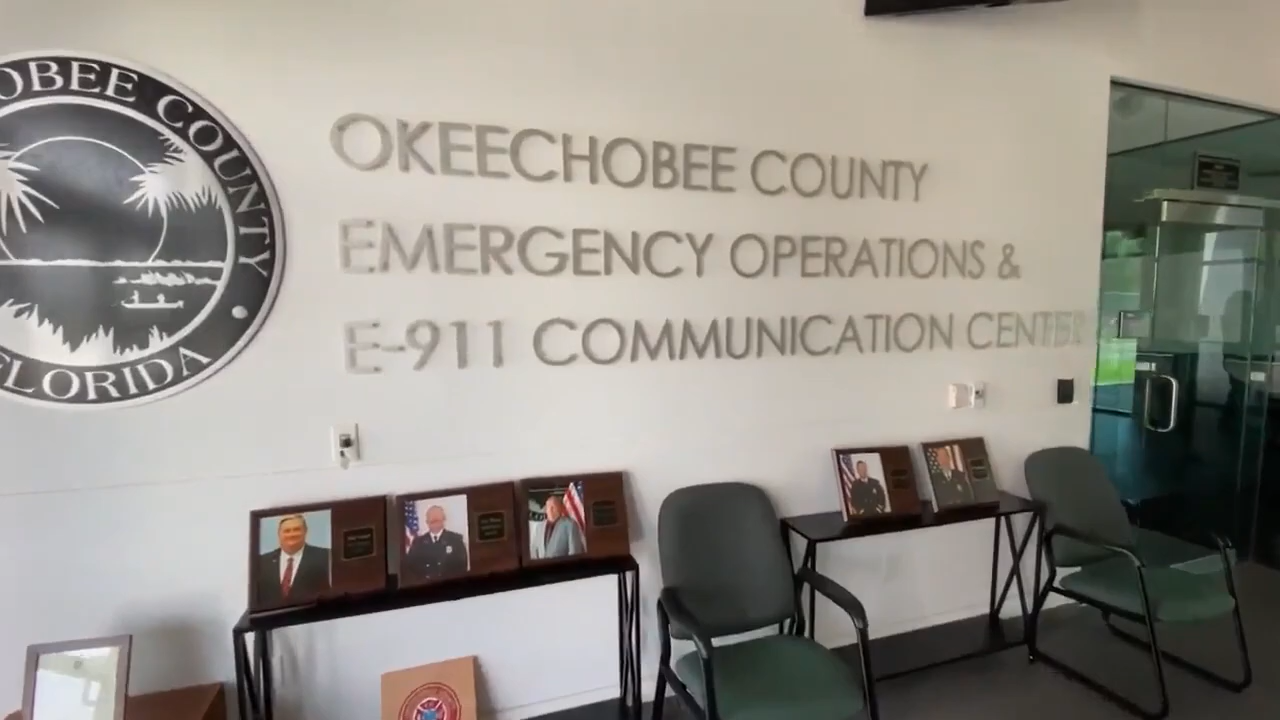 OBEE COUNTY
FLORIDA
OKEECHOBEE COUNTY
EMERGENCY OPERATIONS &
E-911 COMMUNICATION CENTER